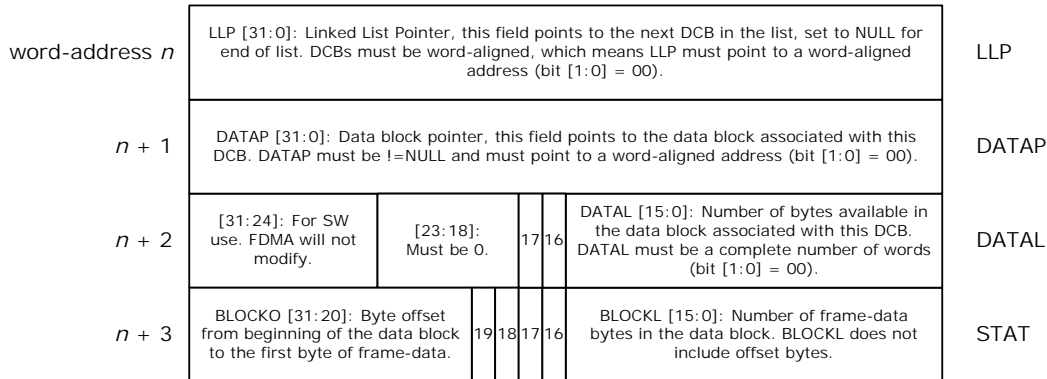 word-address n
LLP [31:0]: Linked List Pointer, this field points to the next DCB in the list, set to NULL for
end of list. DCBs must be word-aligned, which means LLP must point to a word-aligned
address (bit [1:0] = 00).
LLP
n + 1
DATAP [31:0]: Data block pointer, this field points to the data block associated with this
DCB. DATAP must be !=NULL and must point to a word-aligned address (bit [1:0] = 00).
DATAP
n + 2
[31:24]: For SW
use. FDMA will not
modify.
[23:18]:
Must be 0.
17
16
DATAL [15:0]: Number of bytes available in
the data block associated with this DCB.
DATAL must be a complete number of words
(bit [1:0] = 00).
DATAL
n + 3
BLOCKO [31:20]: Byte offset
from beginning of the data block
to the first byte of frame-data.
19
18
17
16
BLOCKL [15:0]: Number of frame-data
bytes in the data block. BLOCKL does not
include offset bytes.
STAT